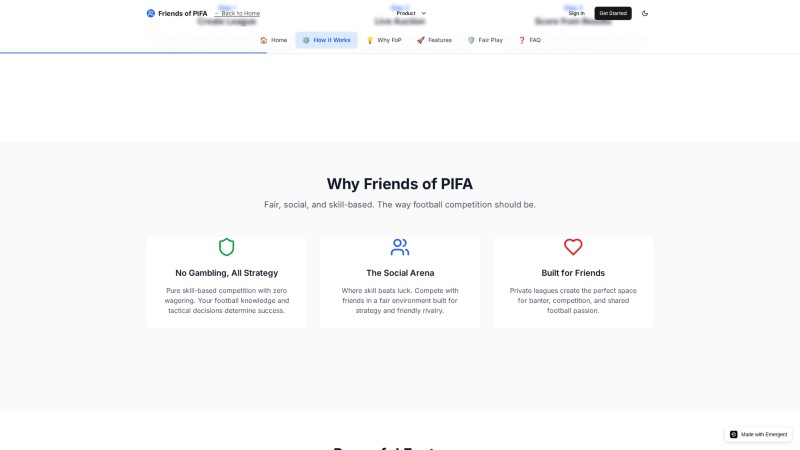 Friends of PIFA
← Back to Home
Product
Sign In
Get Started
Create League
Live Auction
Score from Results
🏠 Home
⚙️ How it Works
💡 Why FoP
🚀 Features
🛡️ Fair Play
❓ FAQ
Why Friends of PIFA
Fair, social, and skill-based. The way football competition should be.
No Gambling, All Strategy
Pure skill-based competition with zero
wagering. Your football knowledge and
tactical decisions determine success.
The Social Arena
Where skill beats luck. Compete with
friends in a fair environment built for
strategy and friendly rivalry.
Built for Friends
Private leagues create the perfect space
for banter, competition, and shared
football passion.
Made with Emergent